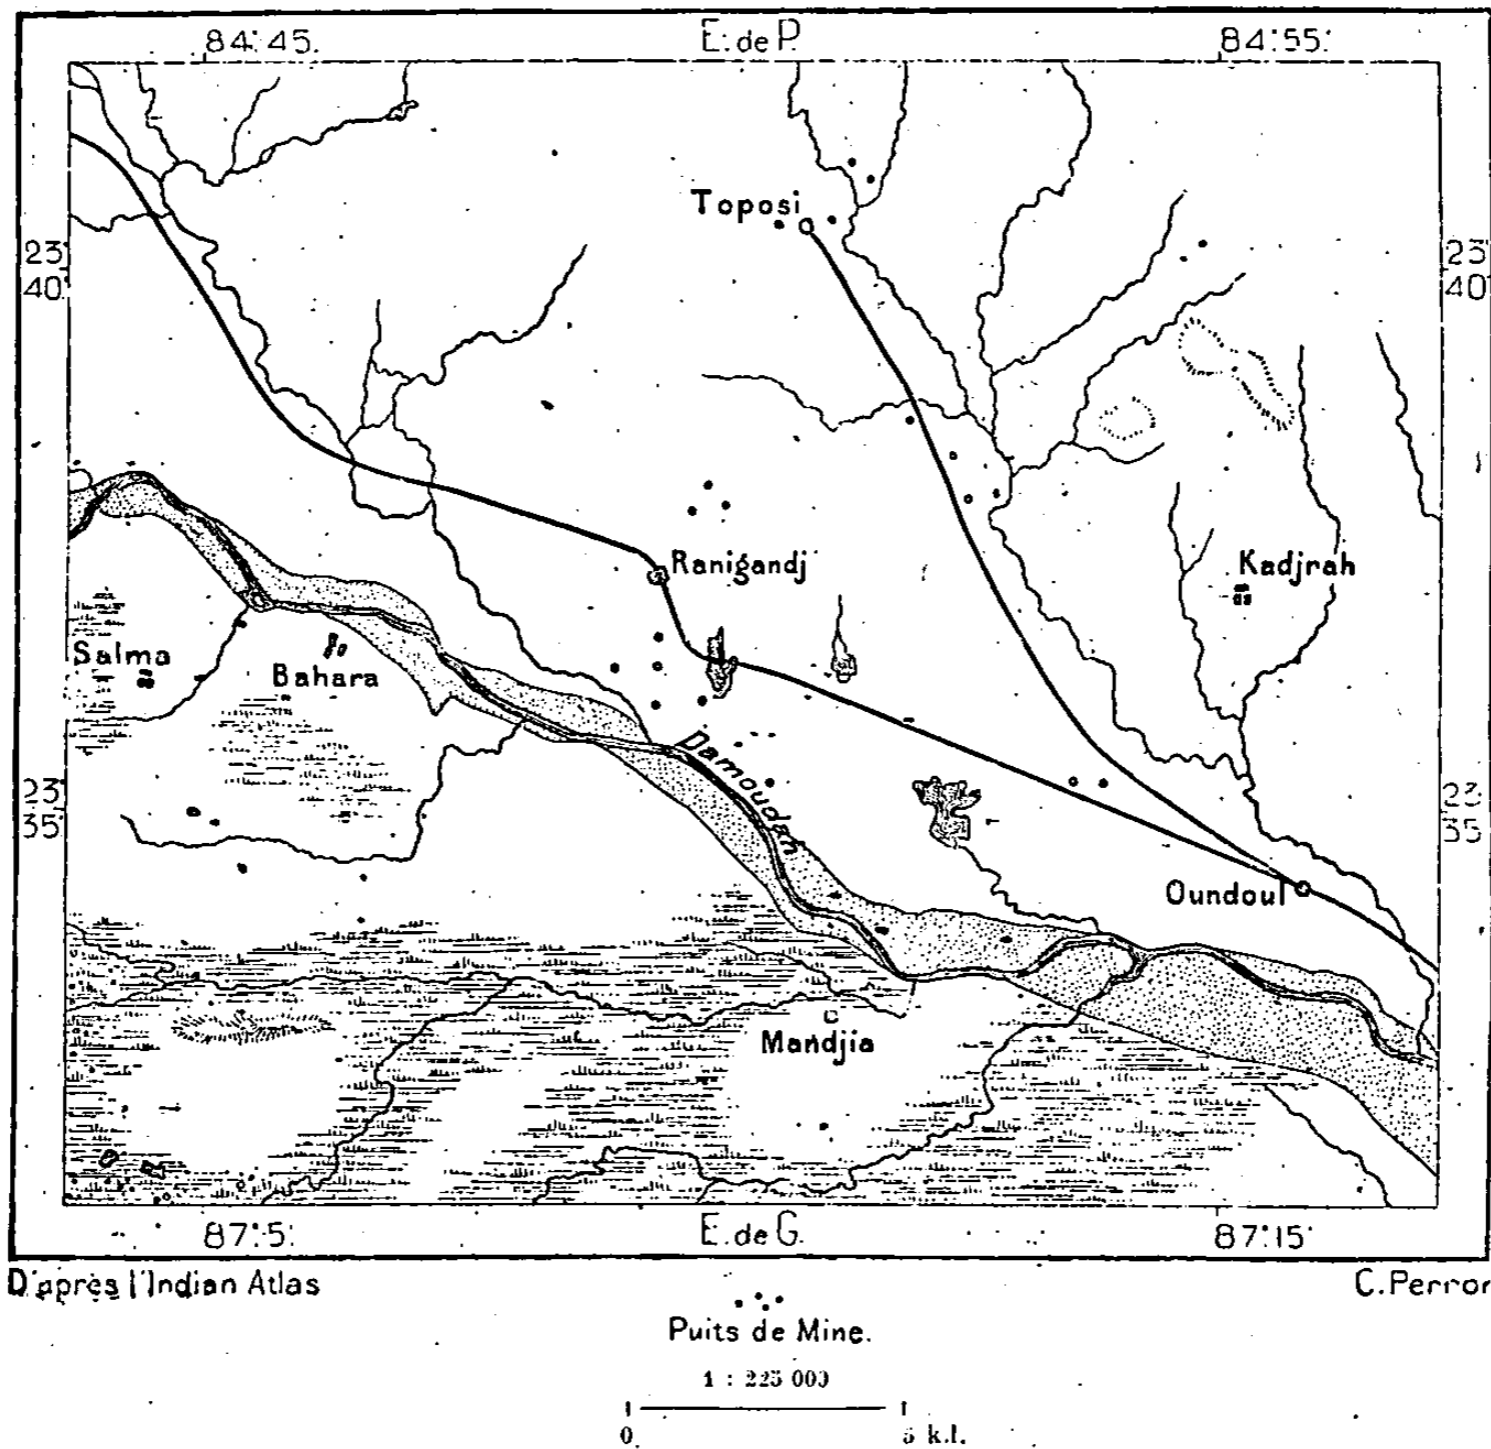 84°45' E. de P. 84°55'
Toposi
23° 23°
40' 40'
Ranigandj
Kadjrah
Salma
Bahara
Damoudah
23° 23°
35' 35'
Oundoul
Mandjia
87°5' E. de G. 87°15'
D'après l'Indian Atlas C. Perron
Puits de Mine.
1 : 225 000
0 5 k.l.